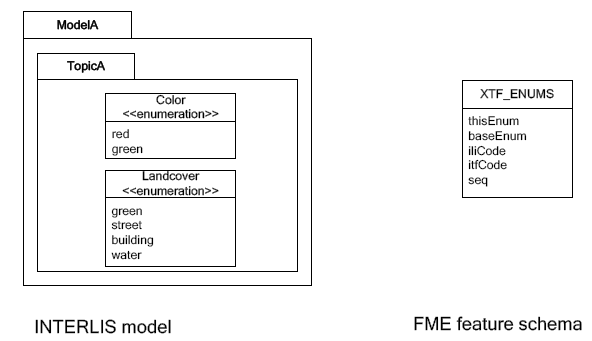 ModelA
TopicA
Color
<<enumeration>>
red
green
Landcover
<<enumeration>>
green
street
building
water
XTF_ENUMS
thisEnum
baseEnum
iliCode
itfCode
seq
INTERLIS model
FME feature schema